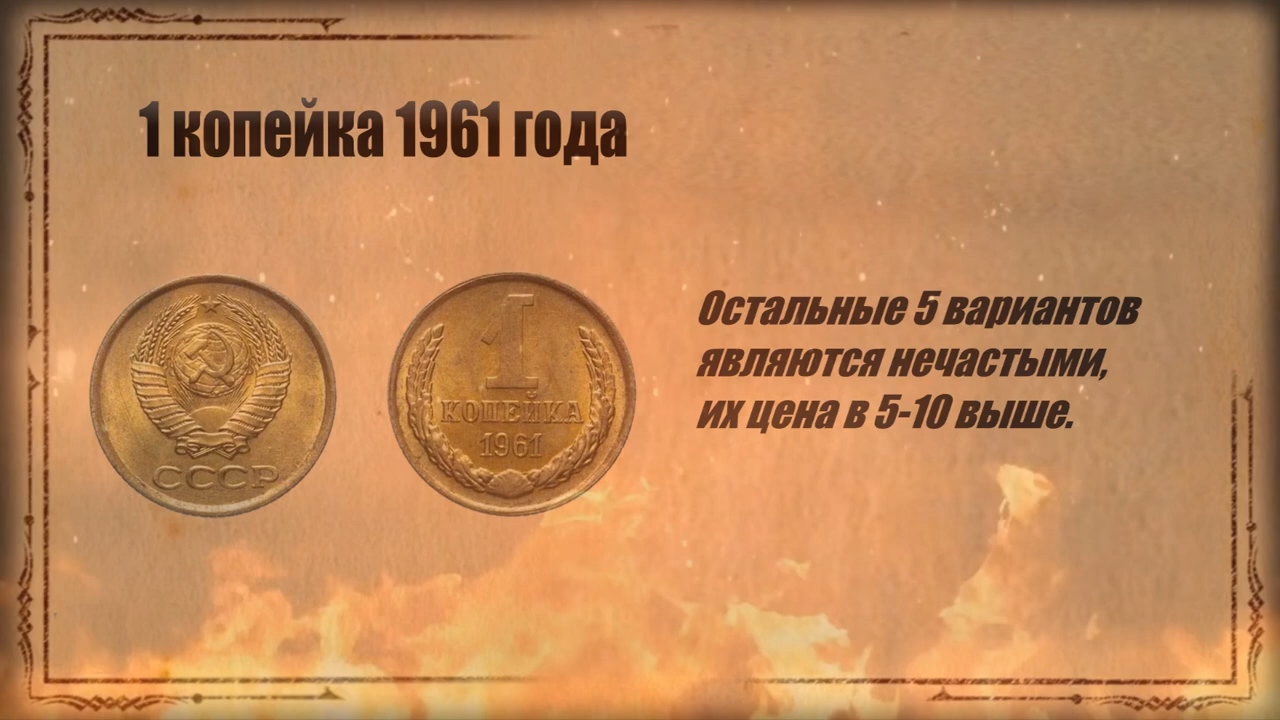 1 копейка 1961 года
СССР
1
КОПЕЙКА
1961
Остальные 5 вариантов
являются нечастыми,
их цена в 5-10 выше.